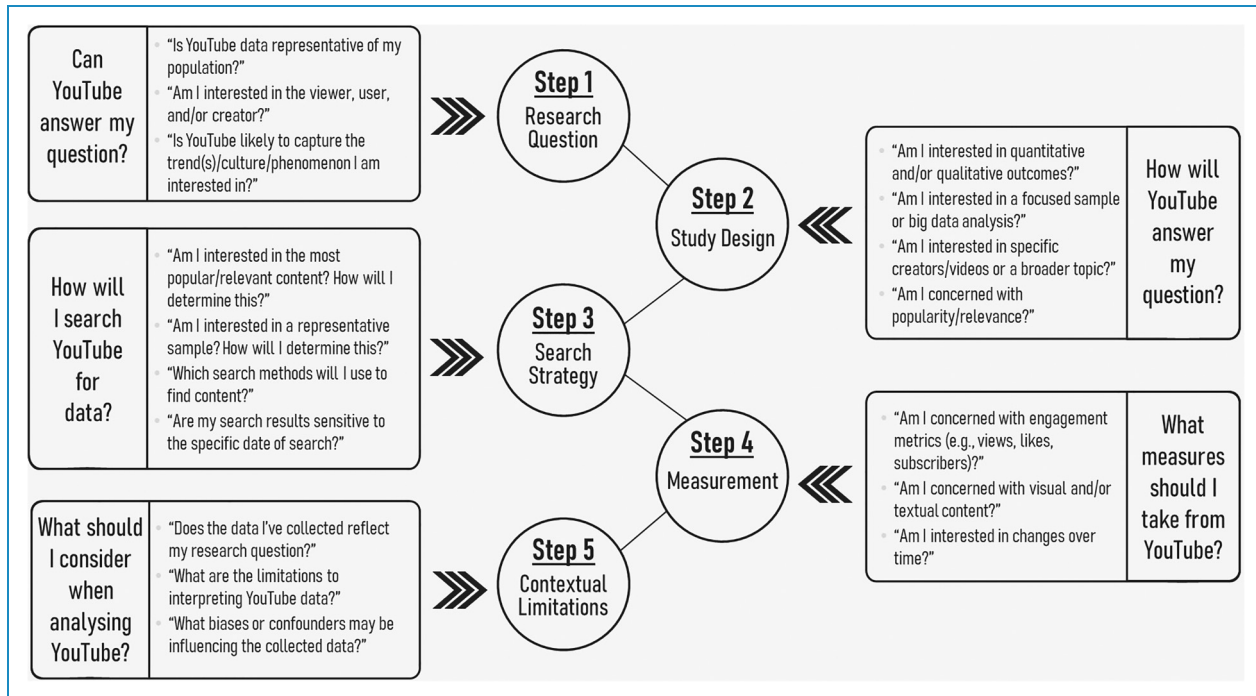 Can
YouTube
answer my
question?
“Is YouTube data representative of my
population?”
“Am I interested in the viewer, user,
and/or creator?”
“Is YouTube likely to capture the
trend(s)/culture/phenomenon I am
interested in?”
Step 1
Research
Question
Step 2
Study Design
“Am I interested in quantitative
and/or qualitative outcomes?”
“Am I interested in a focused sample
or big data analysis?”
“Am I interested in specific
creators/videos or a broader topic?”
“Am I concerned with
popularity/relevance?”
How will
YouTube
answer
my
question?
How will
I search
YouTube
for
data?
“Am I interested in the most
popular/relevant content? How will I
determine this?”
“Am I interested in a representative
sample? How will I determine this?”
“Which search methods will I use to
find content?”
“Are my search results sensitive to
the specific date of search?”
Step 3
Search
Strategy
Step 4
Measurement
“Am I concerned with engagement
metrics (e.g., views, likes,
subscribers)?”
“Am I concerned with visual and/or
textual content?”
“Am I interested in changes over
time?”
What
measures
should I
take from
YouTube?
What should
I consider
when
analysing
YouTube?
“Does the data I’ve collected reflect
my research question?”
“What are the limitations to
interpreting YouTube data?”
“What biases or confounders may be
influencing the collected data?”
Step 5
Contextual
Limitations